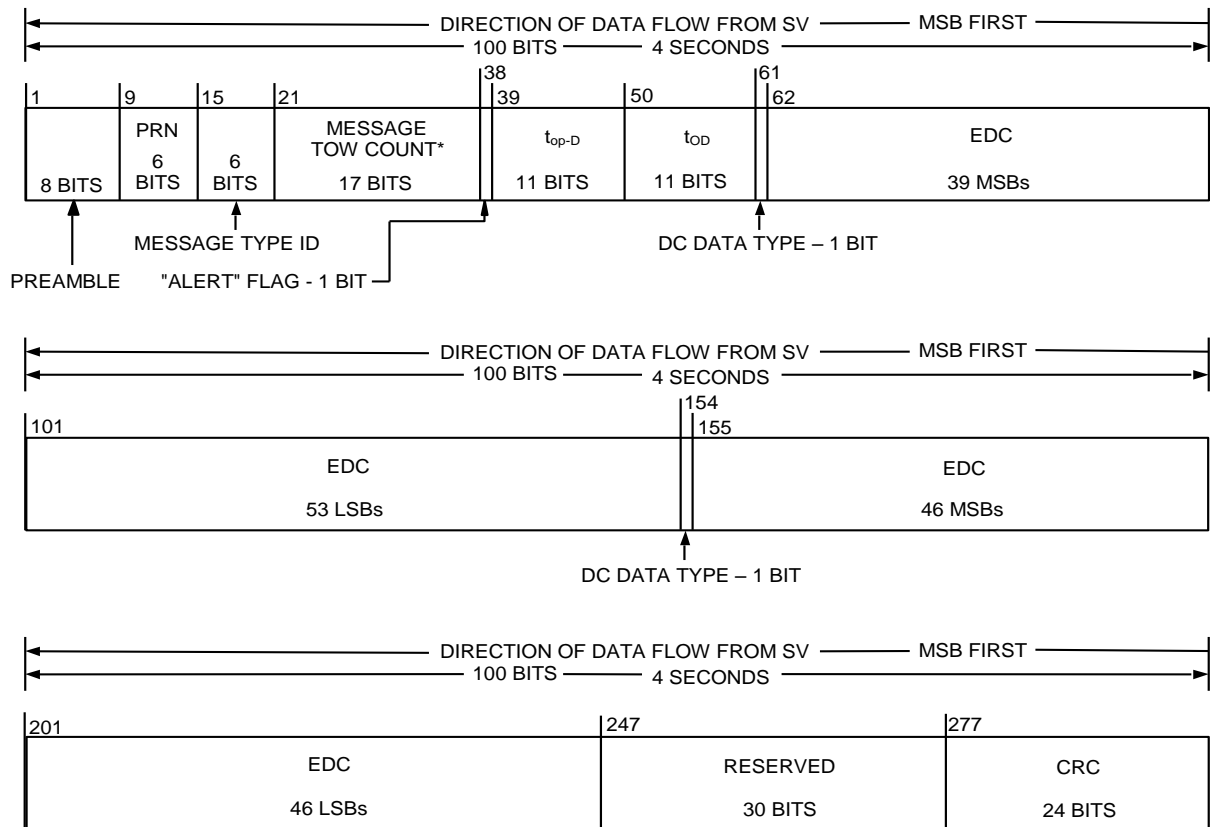 DIRECTION OF DATA FLOW FROM SV MSB FIRST
100 BITS 4 SECONDS
1 9 15 21 38 39 50 61 62
PRN
6
BITS
MESSAGE
TOW COUNT*
17 BITS
8 BITS
6
BITS
top-D
11 BITS
tOD
11 BITS
EDC
39 MSBs
MESSAGE TYPE ID
DC DATA TYPE – 1 BIT
PREAMBLE
"ALERT" FLAG - 1 BIT
DIRECTION OF DATA FLOW FROM SV MSB FIRST
100 BITS 4 SECONDS
101 154 155
EDC
53 LSBs
EDC
46 MSBs
DC DATA TYPE – 1 BIT
DIRECTION OF DATA FLOW FROM SV MSB FIRST
100 BITS 4 SECONDS
201 247 277
EDC
46 LSBs
RESERVED
30 BITS
CRC
24 BITS